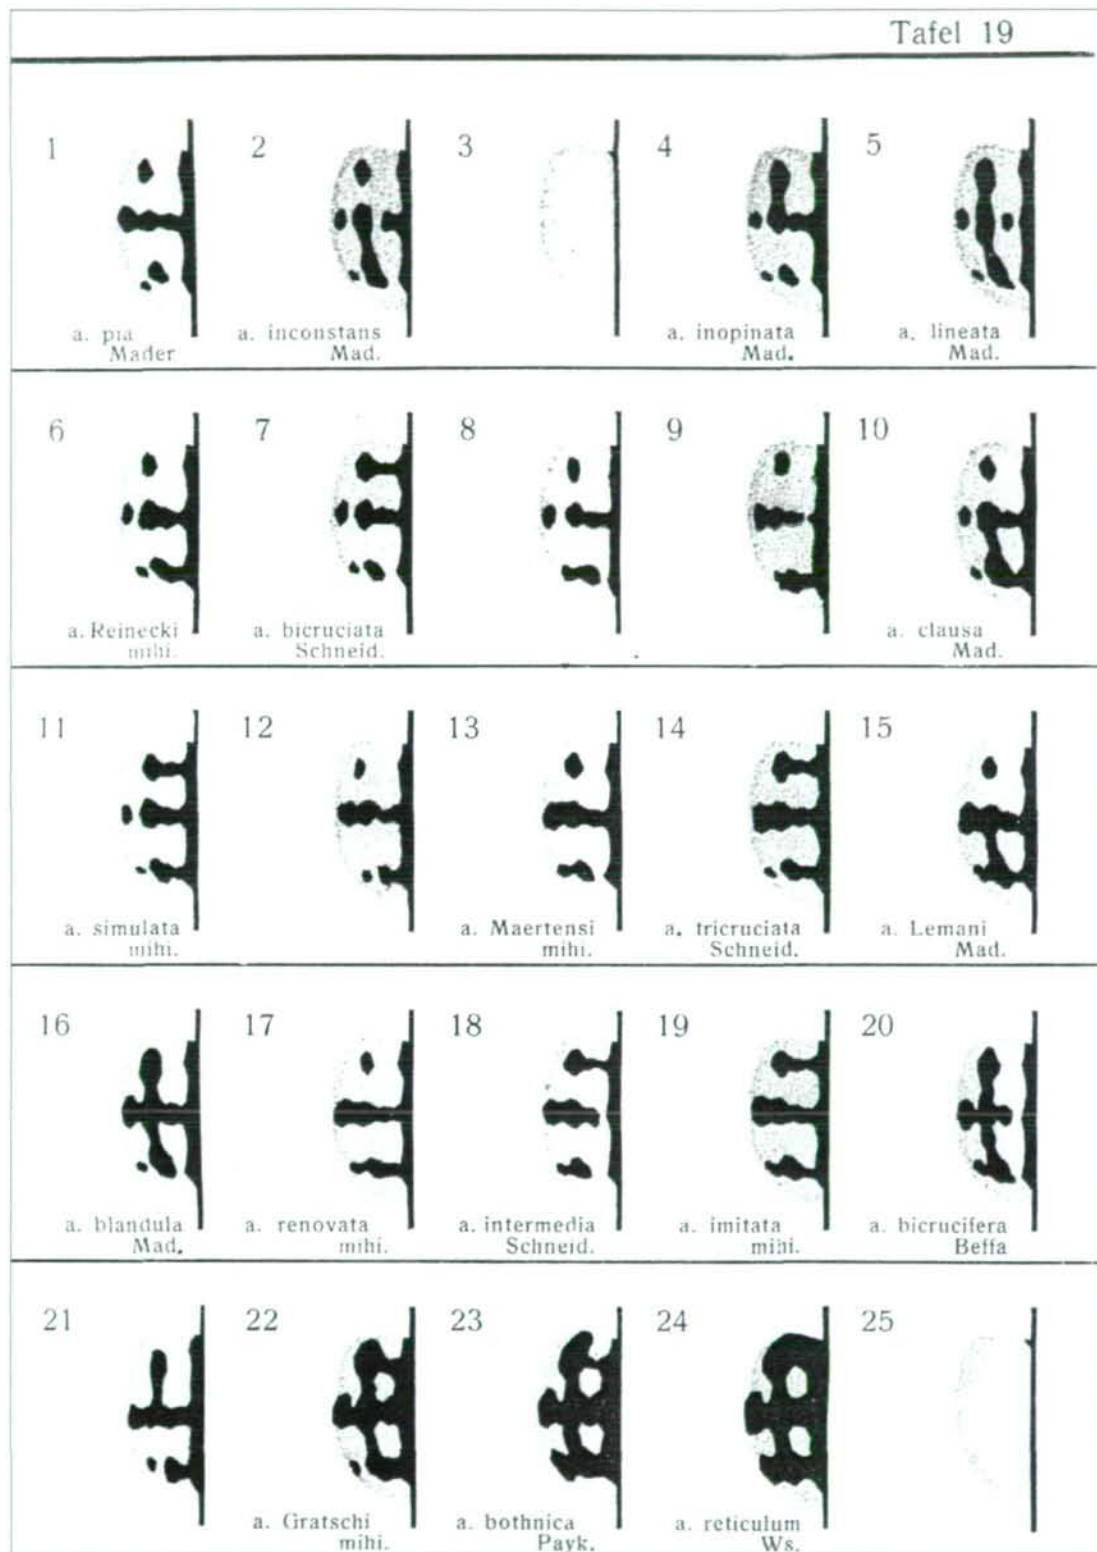 Tafel 19
1 2 3 4 5
a. pia
Mader
a. inconstans
Mad.
a. inopinata
Mad.
a. lineata
Mad.
6 7 8 9 10
a. Reinecki
mihi.
a. bicruciata
Schneid.
a. clausa
Mad.
11 12 13 14 15
a. simulata
mihi.
a. Maertensi
mihi.
a. tricruciata
Schneid.
a. Lemani
Mad.
16 17 18 19 20
a. blandula
Mad.
a. renovata
mihi.
a. intermedia
Schneid.
a. imitata
mihi.
a. bicrucifera
Beffa
21 22 23 24 25
a. Gratschi
mihi.
a. bothnica
Payk.
a. reticulum
Ws.